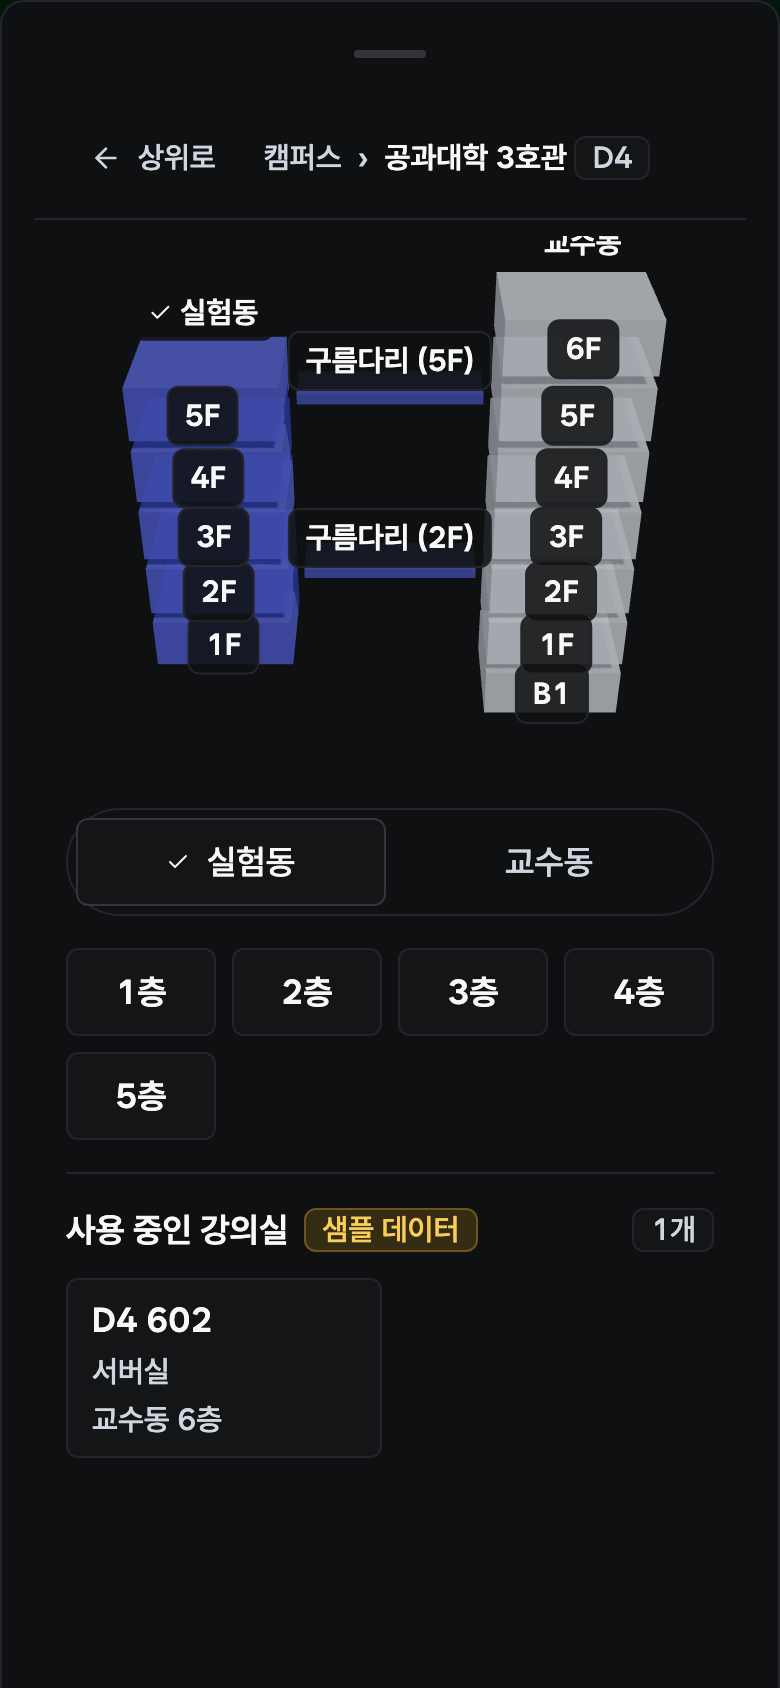 ← 상위로 캠퍼스 › 공과대학 3호관 D4
교수동
✓ 실험동
구름다리 (5F)
6F
5F
5F
4F
4F
3F
구름다리 (2F)
3F
2F
2F
1F
1F
B1
✓ 실험동
교수동
1층
2층
3층
4층
5층
사용 중인 강의실 샘플 데이터 1개
D4 602
서버실
교수동 6층